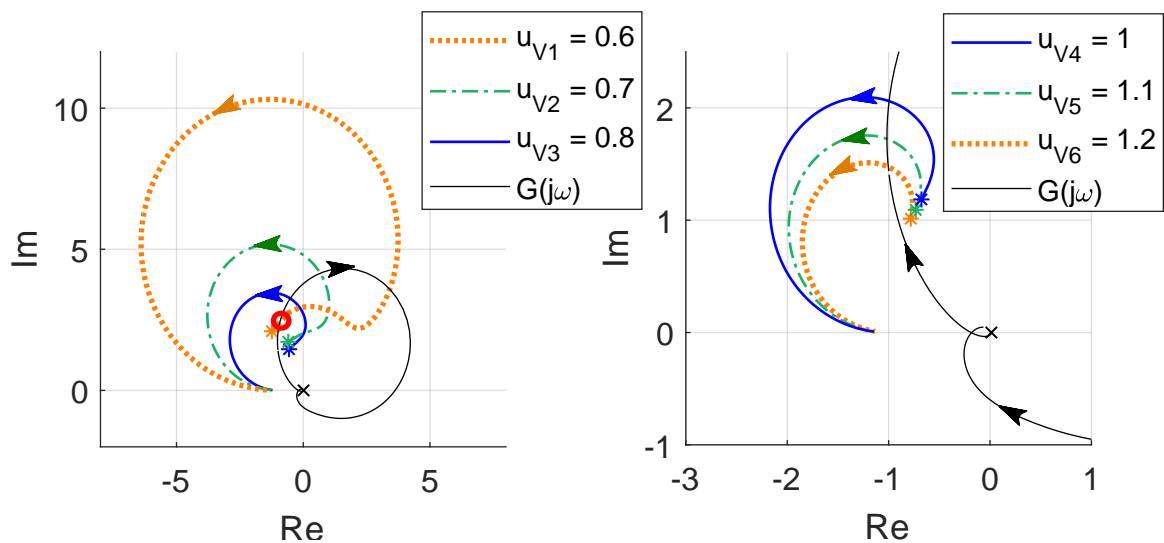 u_V1 = 0.6
u_V2 = 0.7
u_V3 = 0.8
G(jω)
10
5
0
-5
0
5
Im
Re
u_V4 = 1
u_V5 = 1.1
u_V6 = 1.2
G(jω)
2
1
0
-1
-3
-2
-1
0
1
Im
Re